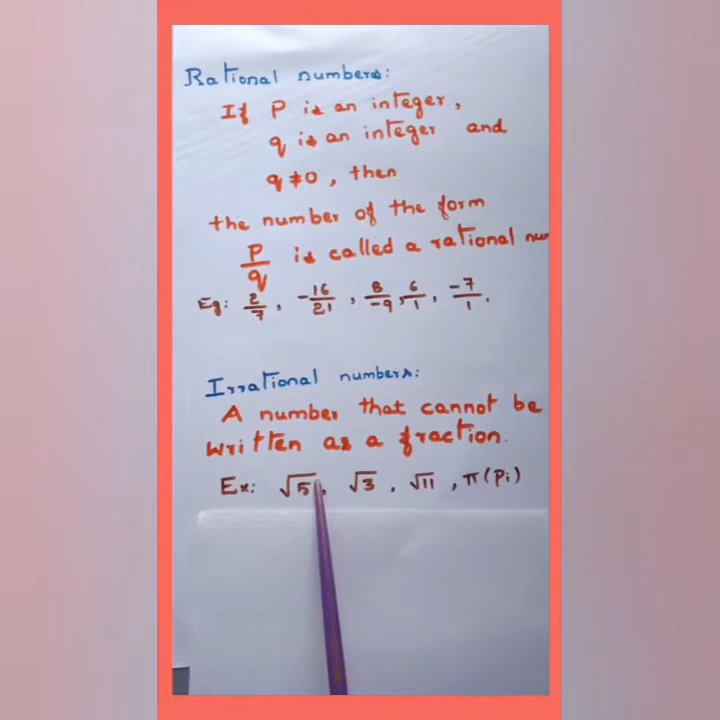 Rational numbers:
If P is an integer,
q is an integer and
q ≠ 0, then
the number of the form
P/q is called a rational
Eg: 2/7, -16/21, 8/-9, 6/1, -7/1.
Irrational numbers:
A number that cannot be
written as a fraction.
Ex: √5, √3, √11, π(Pi)